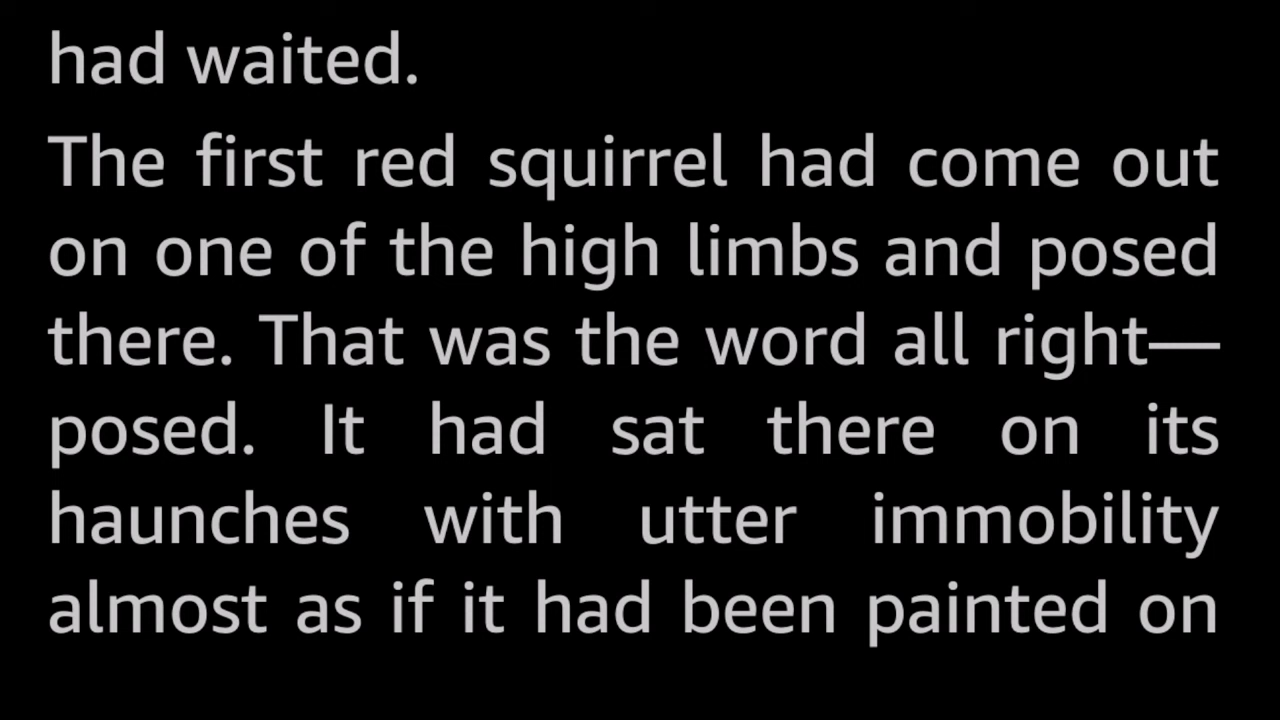 had waited.
The first red squirrel had come out
on one of the high limbs and posed
there. That was the word all right—
posed. It had sat there on its
haunches with utter immobility
almost as if it had been painted on